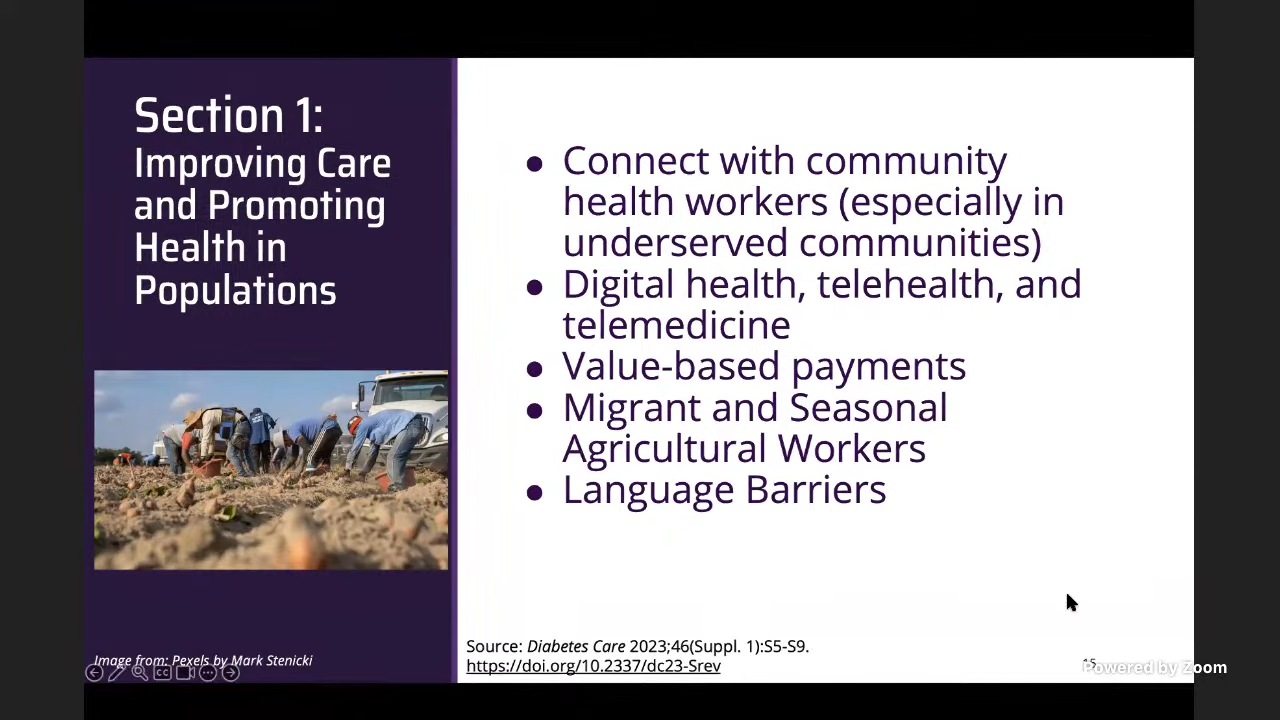 Section 1:
Improving Care
and Promoting
Health in
Populations
● Connect with community
health workers (especially in
underserved communities)
● Digital health, telehealth, and
telemedicine
● Value-based payments
● Migrant and Seasonal
Agricultural Workers
● Language Barriers
Image from: Pexels by Mark Stenicki
CC
Source: Diabetes Care 2023;46(Suppl. 1):S5-S9.
https://doi.org/10.2337/dc23-Srev
15
Powered by Zoom